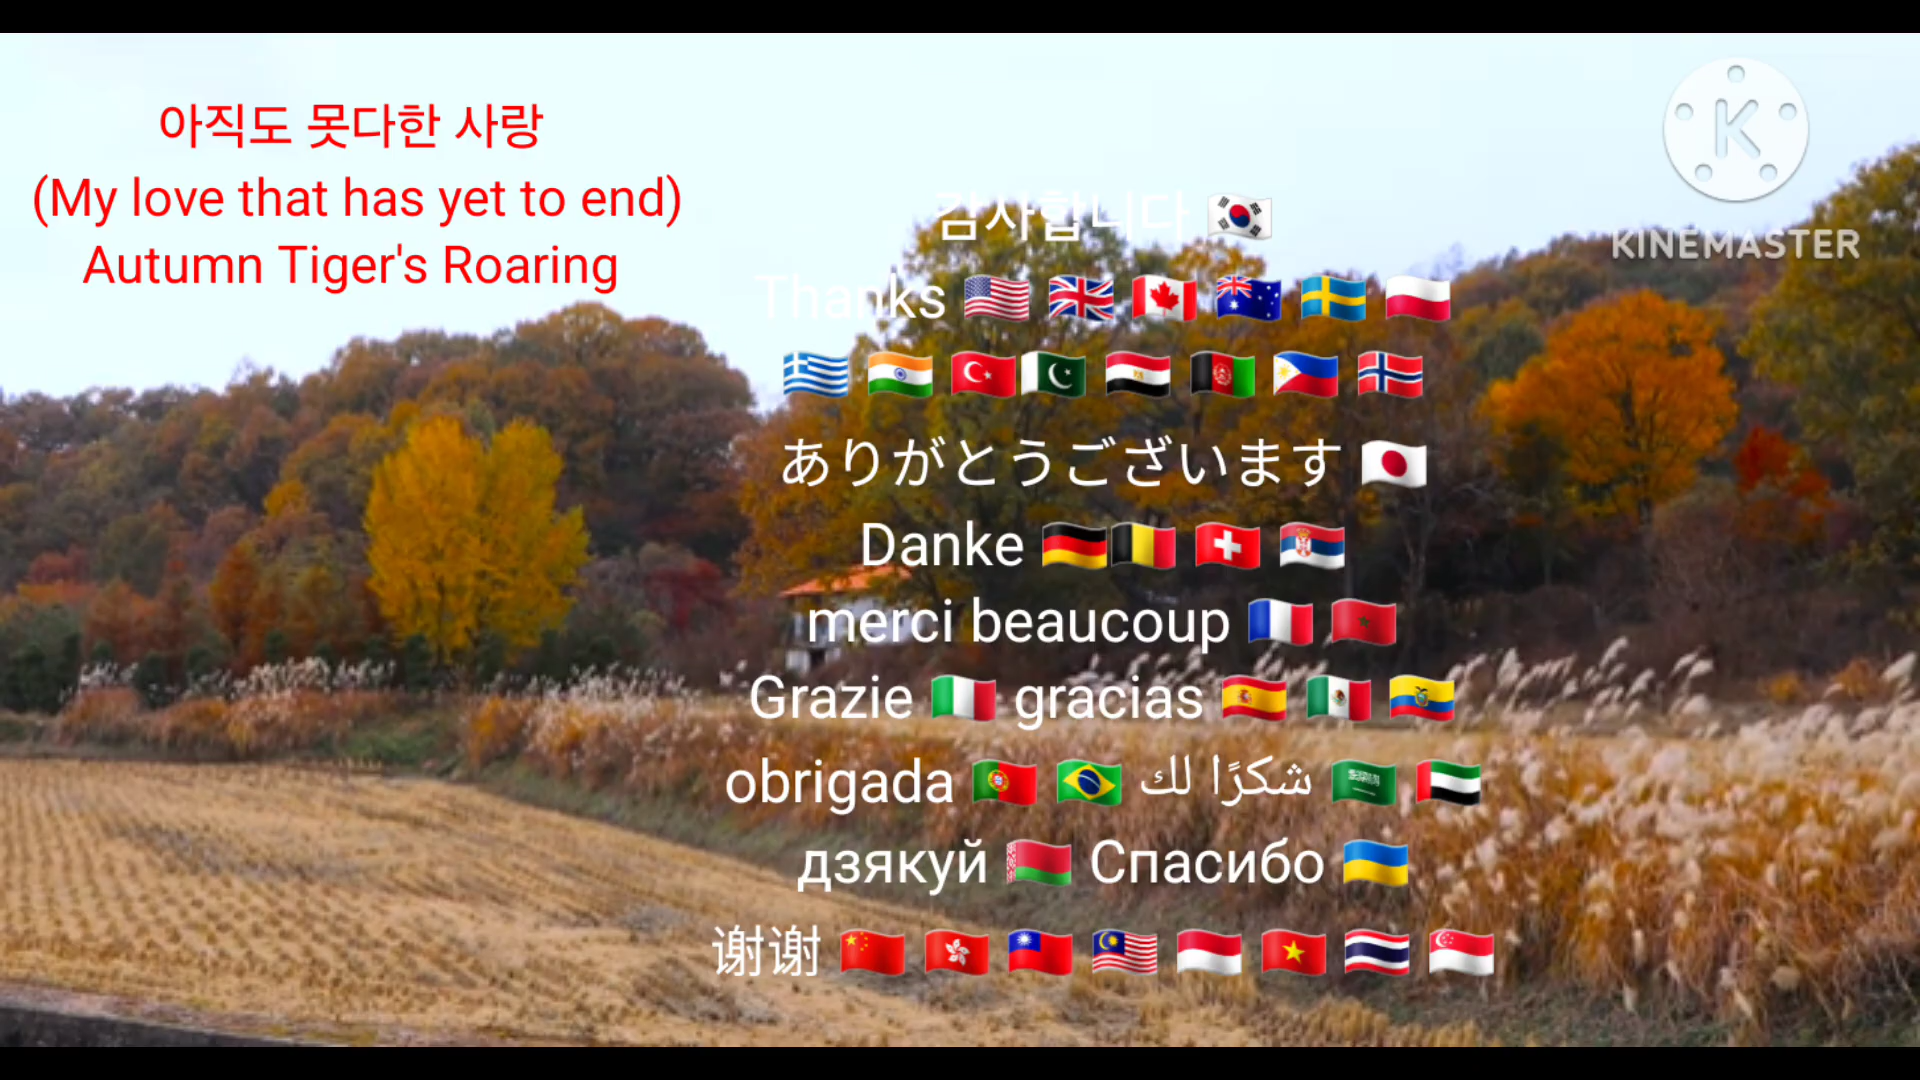 아직도 못다한 사랑
(My love that has yet to end)
Autumn Tiger's Roaring
KINEMASTER
감사합니다 🇰🇷
Thanks 🇺🇸 🇬🇧 🇨🇦 🇦🇺 🇸🇪 🇵🇱
🇬🇷 🇮🇳 🇹🇷🇵🇰 🇪🇬 🇦🇫 🇵🇭 🇳🇴
ありがとうございます 🇯🇵
Danke 🇩🇪🇧🇪 🇨🇭 🇷🇸
merci beaucoup 🇫🇷 🇲🇦
Grazie 🇮🇹 gracias 🇪🇸 🇲🇽 🇪🇨
obrigada 🇵🇹 🇧🇷 شكرًا لك 🇸🇦 🇦🇪
дзякуй 🇧🇾 Спасибо 🇺🇦
谢谢 🇨🇳 🇭🇰 🇹🇼 🇲🇾 🇮🇩 🇻🇳 🇹🇭 🇸🇬